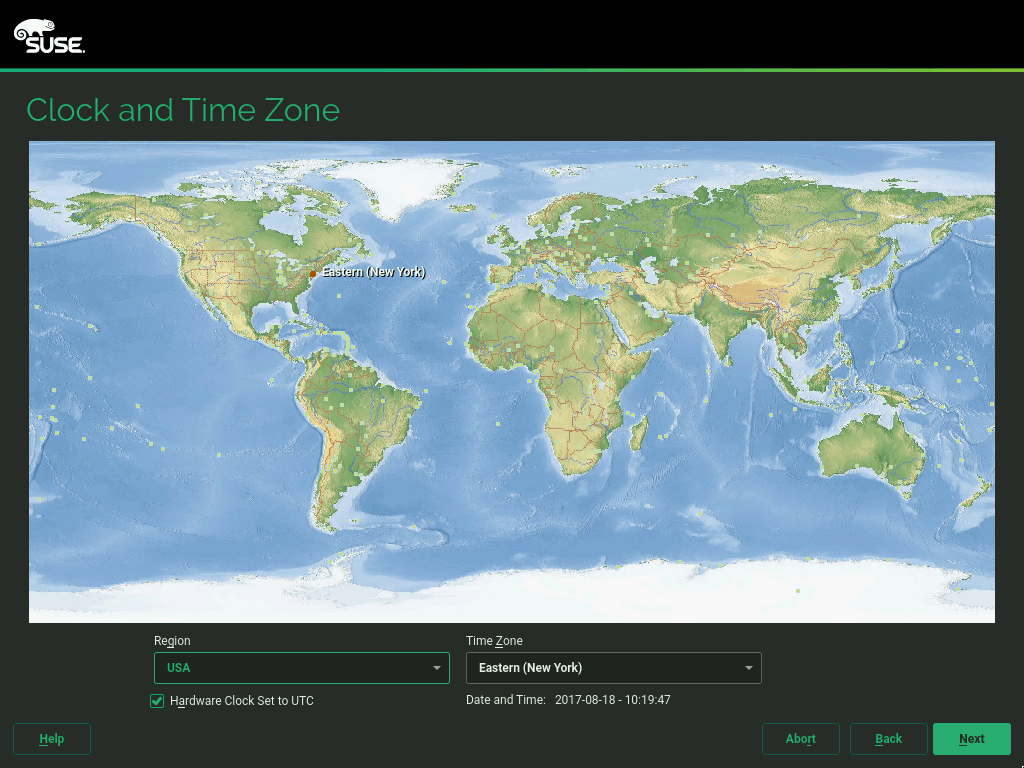 SUSE.
Clock and Time Zone
Eastern (New York)
Region
Time Zone
USA
Eastern (New York)
Hardware Clock Set to UTC
Date and Time: 2017-08-18 - 10:19:47
Help
Abort
Back
Next